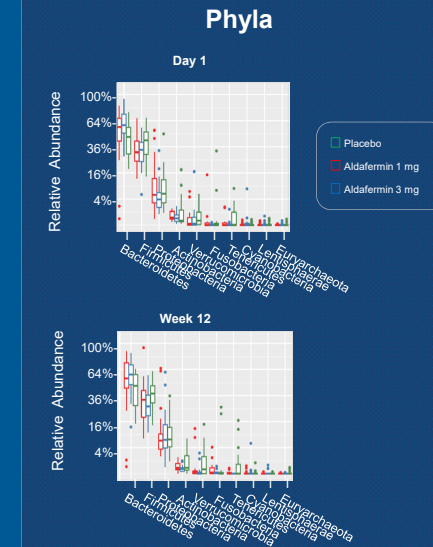 Phyla
Day 1
Relative Abundance
100%
64%
36%
16%
4%
Bacteroidetes
Firmicutes
Proteobacteria
Actinobacteria
Verrucomicrobia
Fusobacteria
Tenericutes
Cyanobacteria
Lentisphaerae
Euryarchaeota
Placebo
Aldafermin 1 mg
Aldafermin 3 mg
Week 12
Relative Abundance
100%
64%
36%
16%
4%
Bacteroidetes
Firmicutes
Proteobacteria
Actinobacteria
Verrucomicrobia
Fusobacteria
Tenericutes
Cyanobacteria
Lentisphaerae
Euryarchaeota